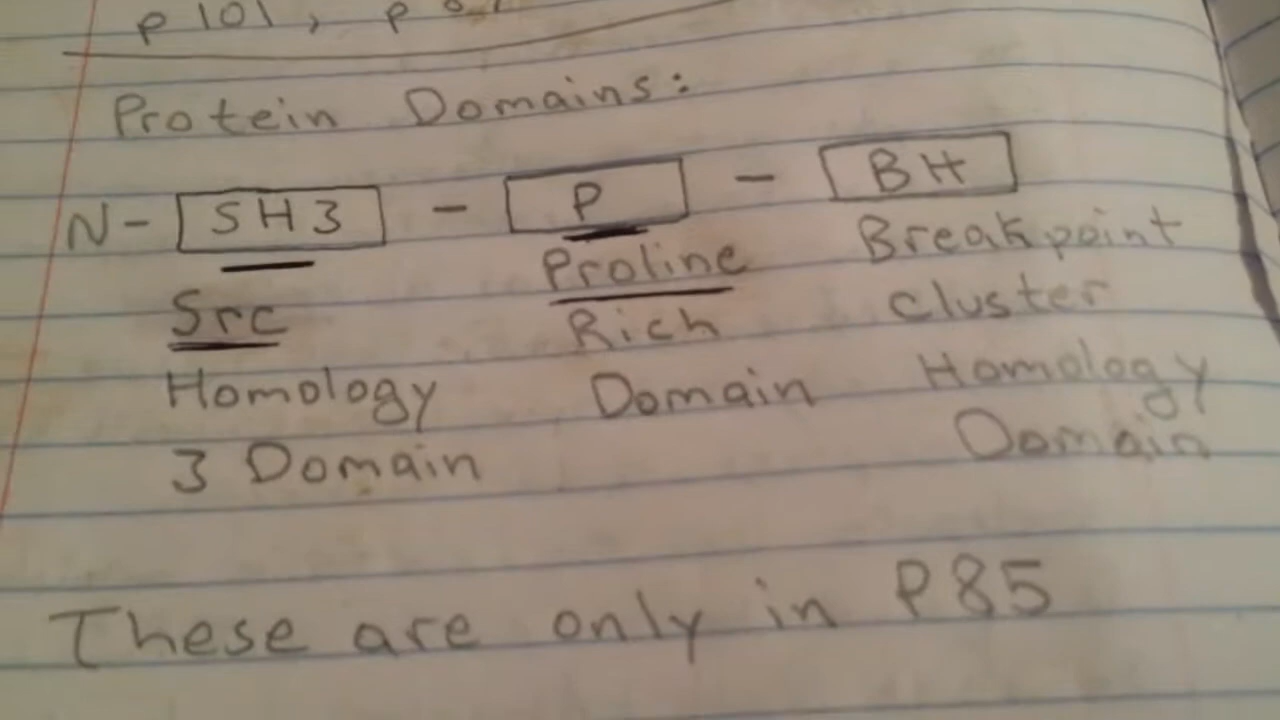 p101, p
Protein Domains:
N- SH3 - P - BH
Src Homology 3 Domain
Proline Rich Domain
Breakpoint cluster Homology Domain
These are only in P85